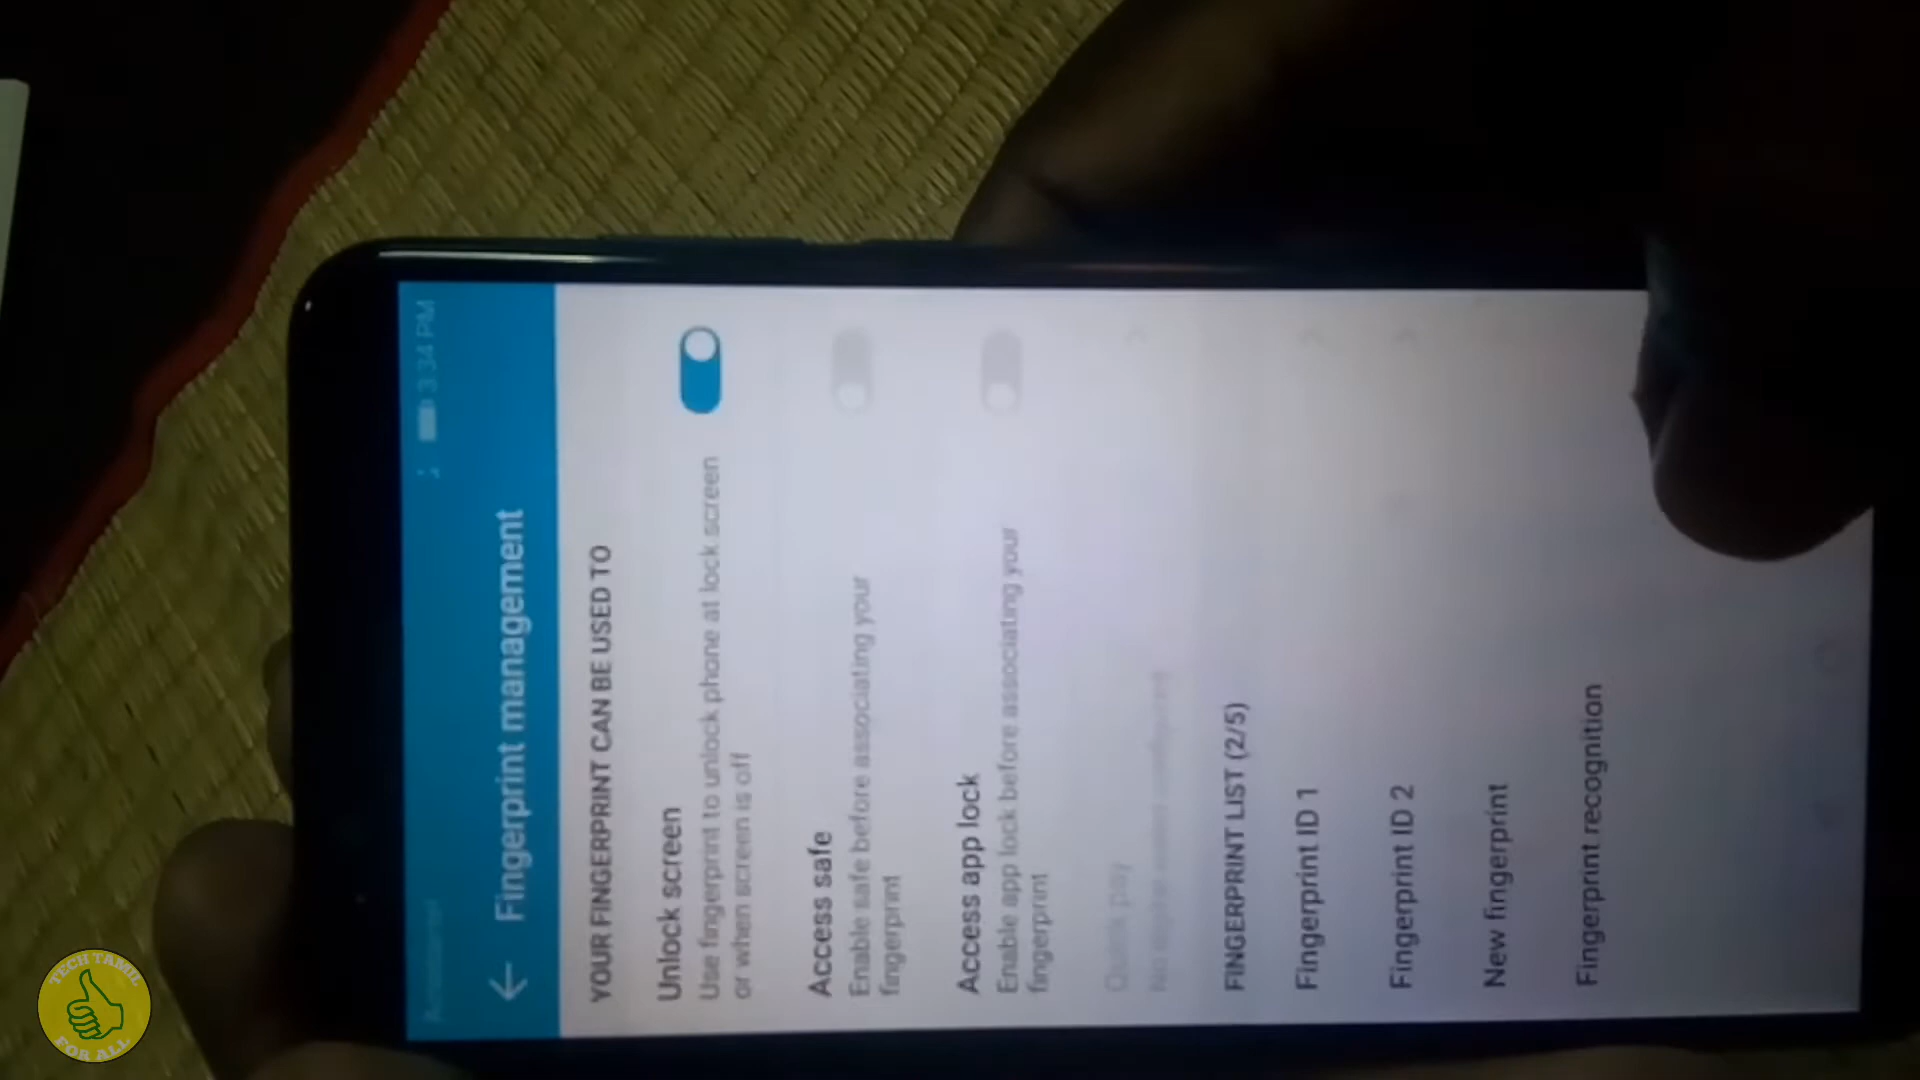 3:34 PM
Fingerprint management
YOUR FINGERPRINT CAN BE USED TO
Unlock screen
Use fingerprint to unlock phone at lock screen
or when screen is off
Access safe
Enable safe before associating your
fingerprint
Access app lock
Enable app lock before associating your
fingerprint
Quick pay
FINGERPRINT LIST (2/5)
Fingerprint ID 1
Fingerprint ID 2
New fingerprint
Fingerprint recognition
TECH TAMIL
FOR ALL